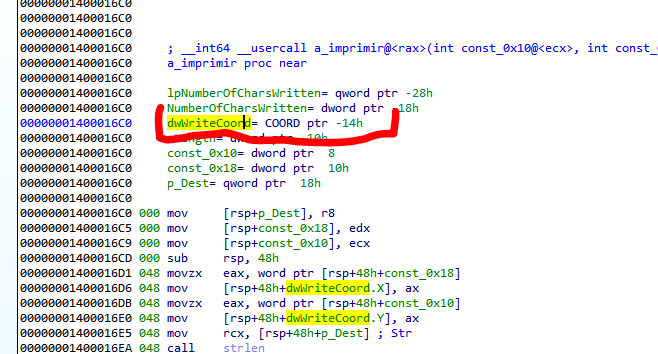 00000001400016C0
00000001400016C0
00000001400016C0
00000001400016C0 ; __int64 __usercall a_imprimir@<rax>(int const_0x10@<ecx>, int const_0
00000001400016C0 a_imprimir proc near
00000001400016C0
00000001400016C0 lpNumberOfCharsWritten= qword ptr -28h
00000001400016C0 NumberOfCharsWritten= dword ptr -18h
00000001400016C0 dwWriteCoord= COORD ptr -14h
00000001400016C0 dword ptr -10h
00000001400016C0 const_0x10= dword ptr 8
00000001400016C0 const_0x18= dword ptr 10h
00000001400016C0 p_Dest= qword ptr 18h
00000001400016C0
00000001400016C0 000 mov [rsp+p_Dest], r8
00000001400016C5 000 mov [rsp+const_0x18], edx
00000001400016C9 000 mov [rsp+const_0x10], ecx
00000001400016CD 000 sub rsp, 48h
00000001400016D1 048 movzx eax, word ptr [rsp+48h+const_0x18]
00000001400016D6 048 mov [rsp+48h+dwWriteCoord.X], ax
00000001400016DB 048 movzx eax, word ptr [rsp+48h+const_0x10]
00000001400016E0 048 mov [rsp+48h+dwWriteCoord.Y], ax
00000001400016E5 048 mov rcx, [rsp+48h+p_Dest] ; Str
00000001400016EA 048 call strlen